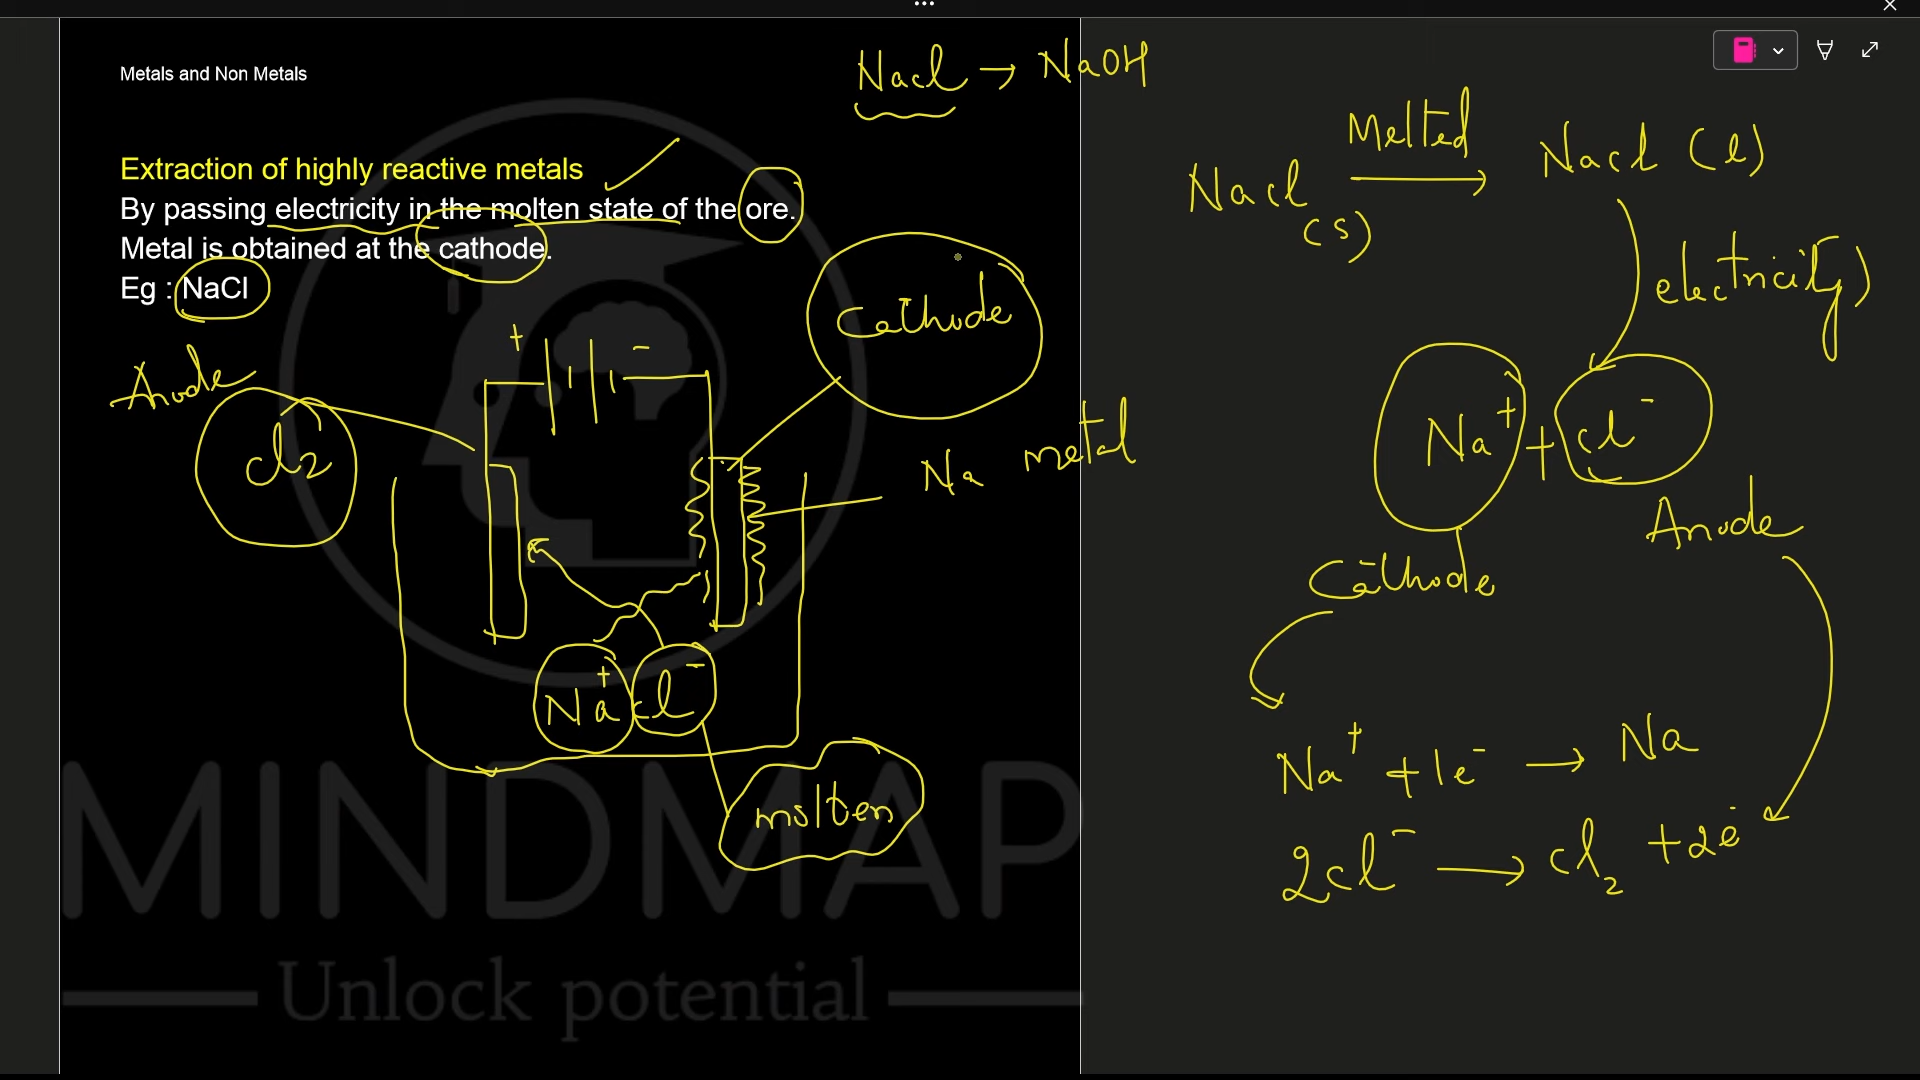 Metals and Non Metals
Nacl → NaOH
Extraction of highly reactive metals
By passing electricity in the molten state of the ore.
Metal is obtained at the cathode.
Eg : NaCl
Anode
cl2
+ -
Cathode
Na metal
Na+ cl-
molten
Nacl (s) Melted → Nacl (l)
electricity
Na+ + cl-
Cathode Anode
Na+ + 1e- → Na
2cl- → cl2 + 2e-
MINDMAP
Unlock potential